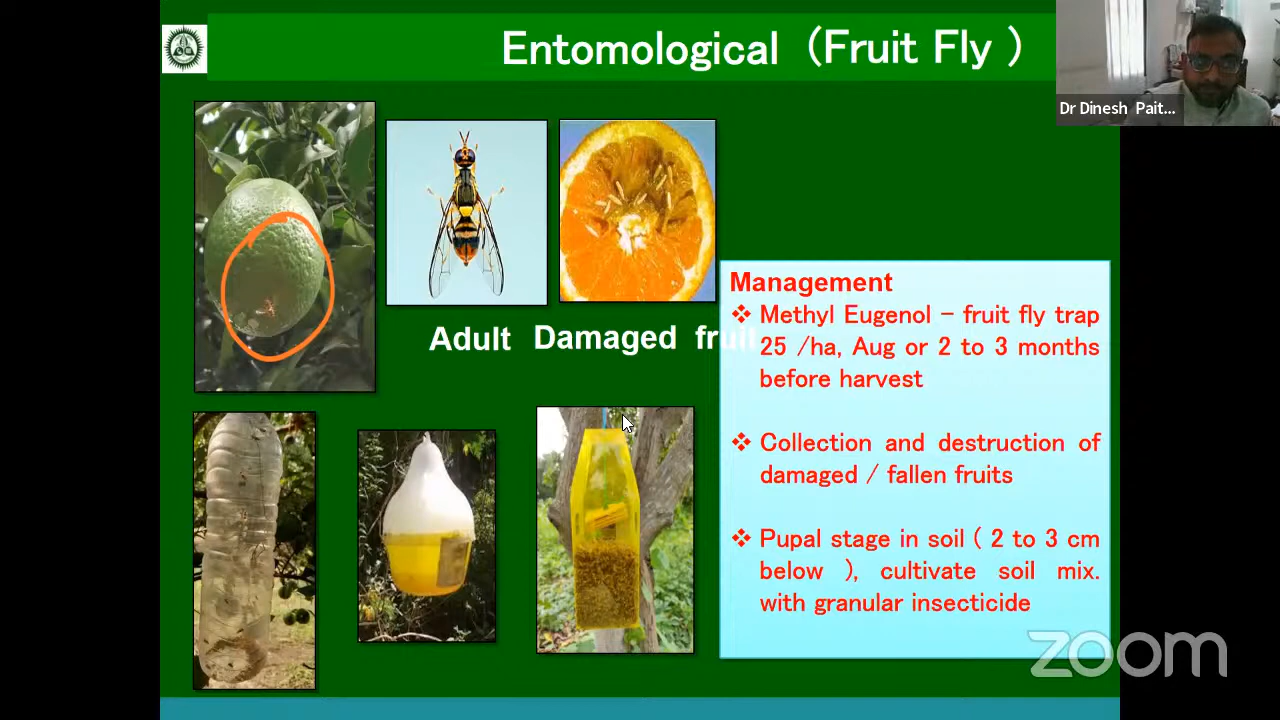 Entomological (Fruit Fly )
Dr Dinesh Pait...
Adult Damaged fruit
Management
❖ Methyl Eugenol – fruit fly trap
25 /ha, Aug or 2 to 3 months
before harvest
❖ Collection and destruction of
damaged / fallen fruits
❖ Pupal stage in soil ( 2 to 3 cm
below ), cultivate soil mix.
with granular insecticide
zoom